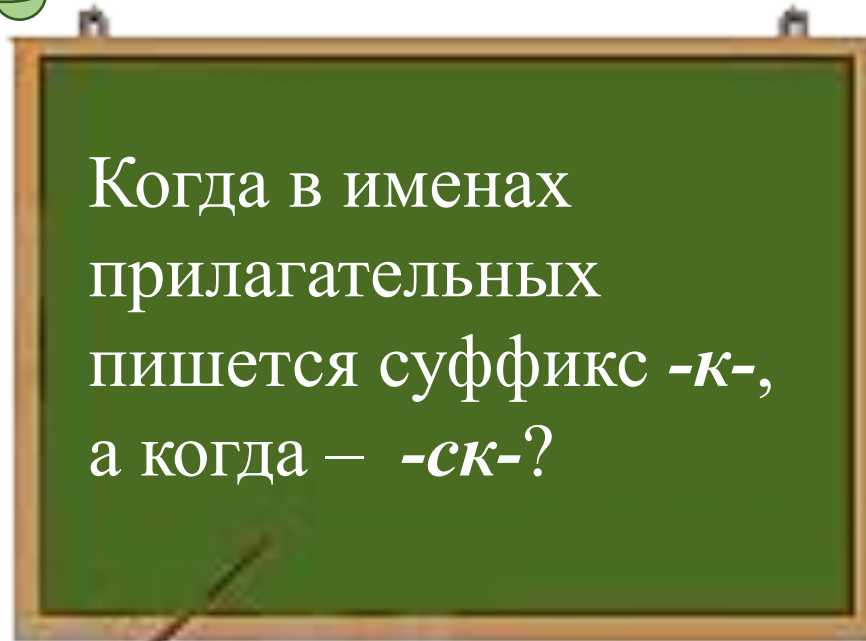 Когда в именах
прилагательных
пишется суффикс -к-,
а когда – -ск-?